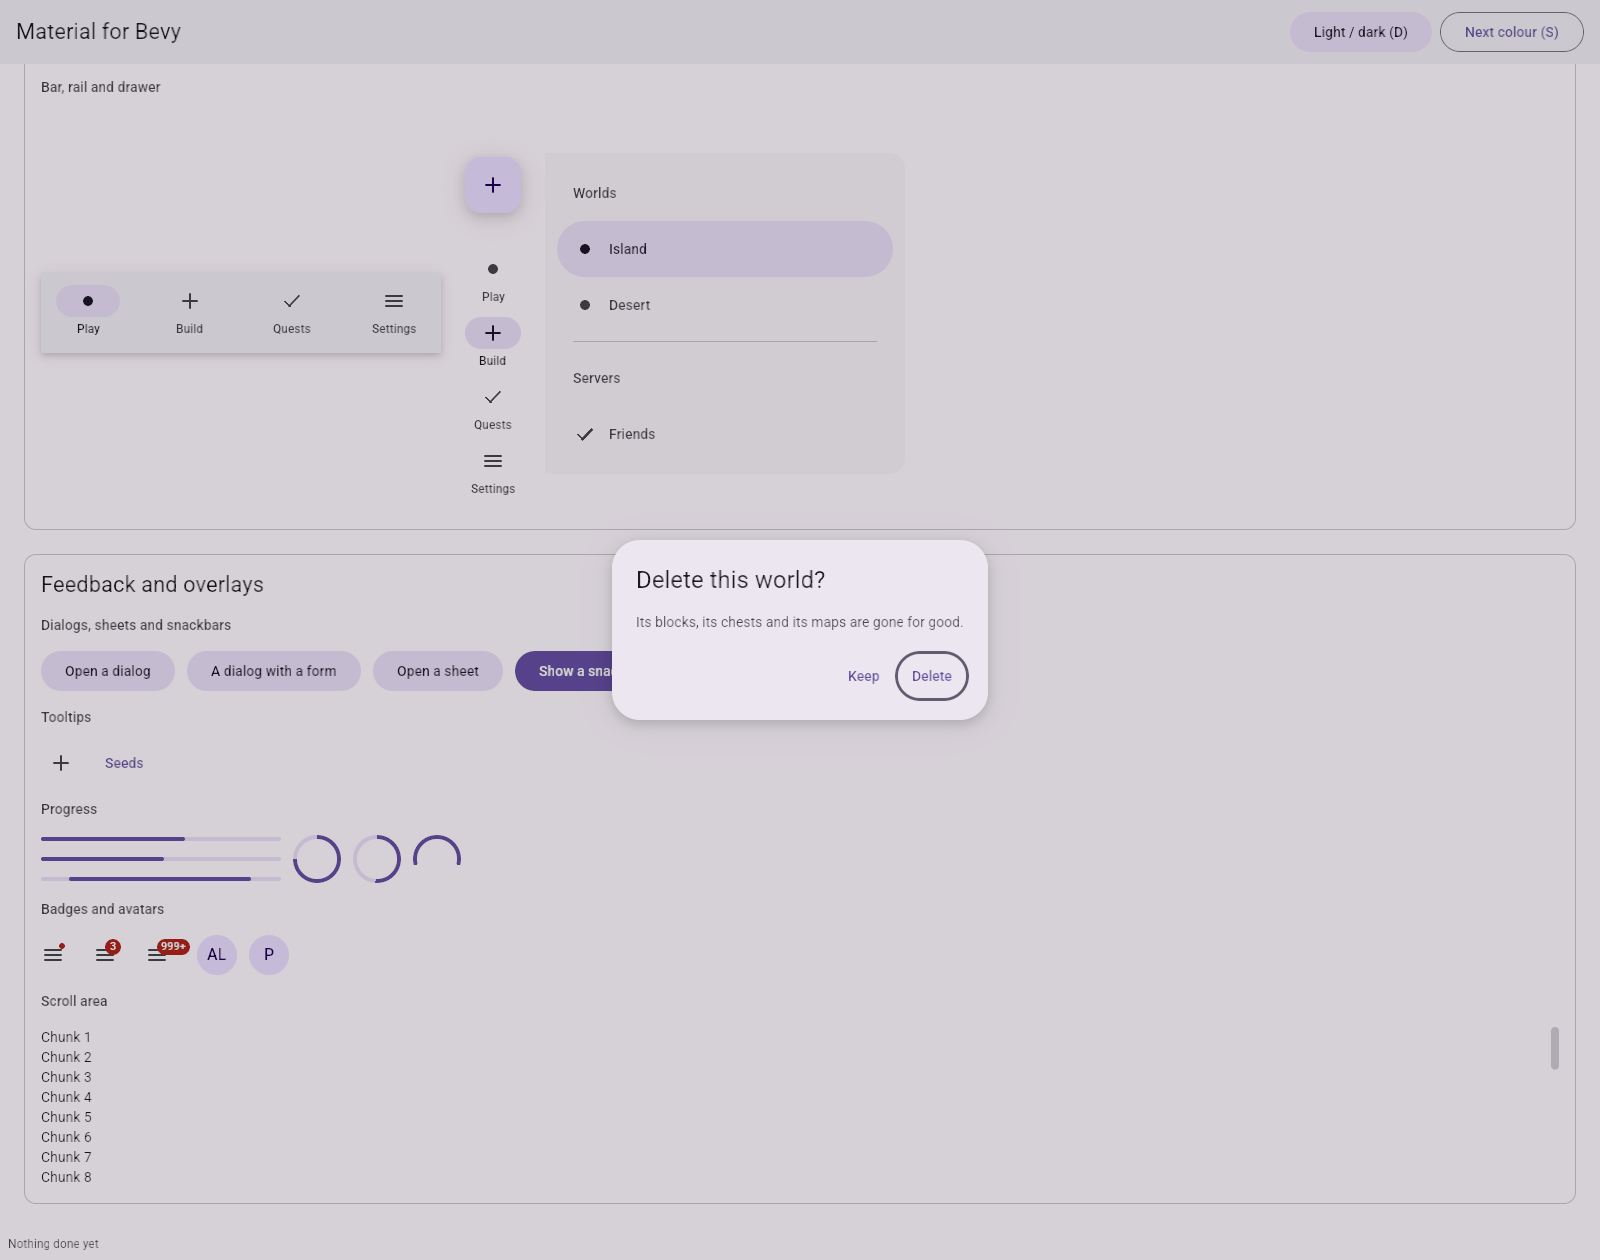 Material for Bevy
Light / dark (D)
Next colour (S)
Bar, rail and drawer
Play
Build
Quests
Settings
Play
Build
Quests
Settings
Worlds
Island
Desert
Servers
Friends
Feedback and overlays
Dialogs, sheets and snackbars
Open a dialog
A dialog with a form
Open a sheet
Show a
Delete this world?
Its blocks, its chests and its maps are gone for good.
Keep
Delete
Tooltips
Seeds
Progress
Badges and avatars
3
999+
AL
P
Scroll area
Chunk 1
Chunk 2
Chunk 3
Chunk 4
Chunk 5
Chunk 6
Chunk 7
Chunk 8
Nothing done yet